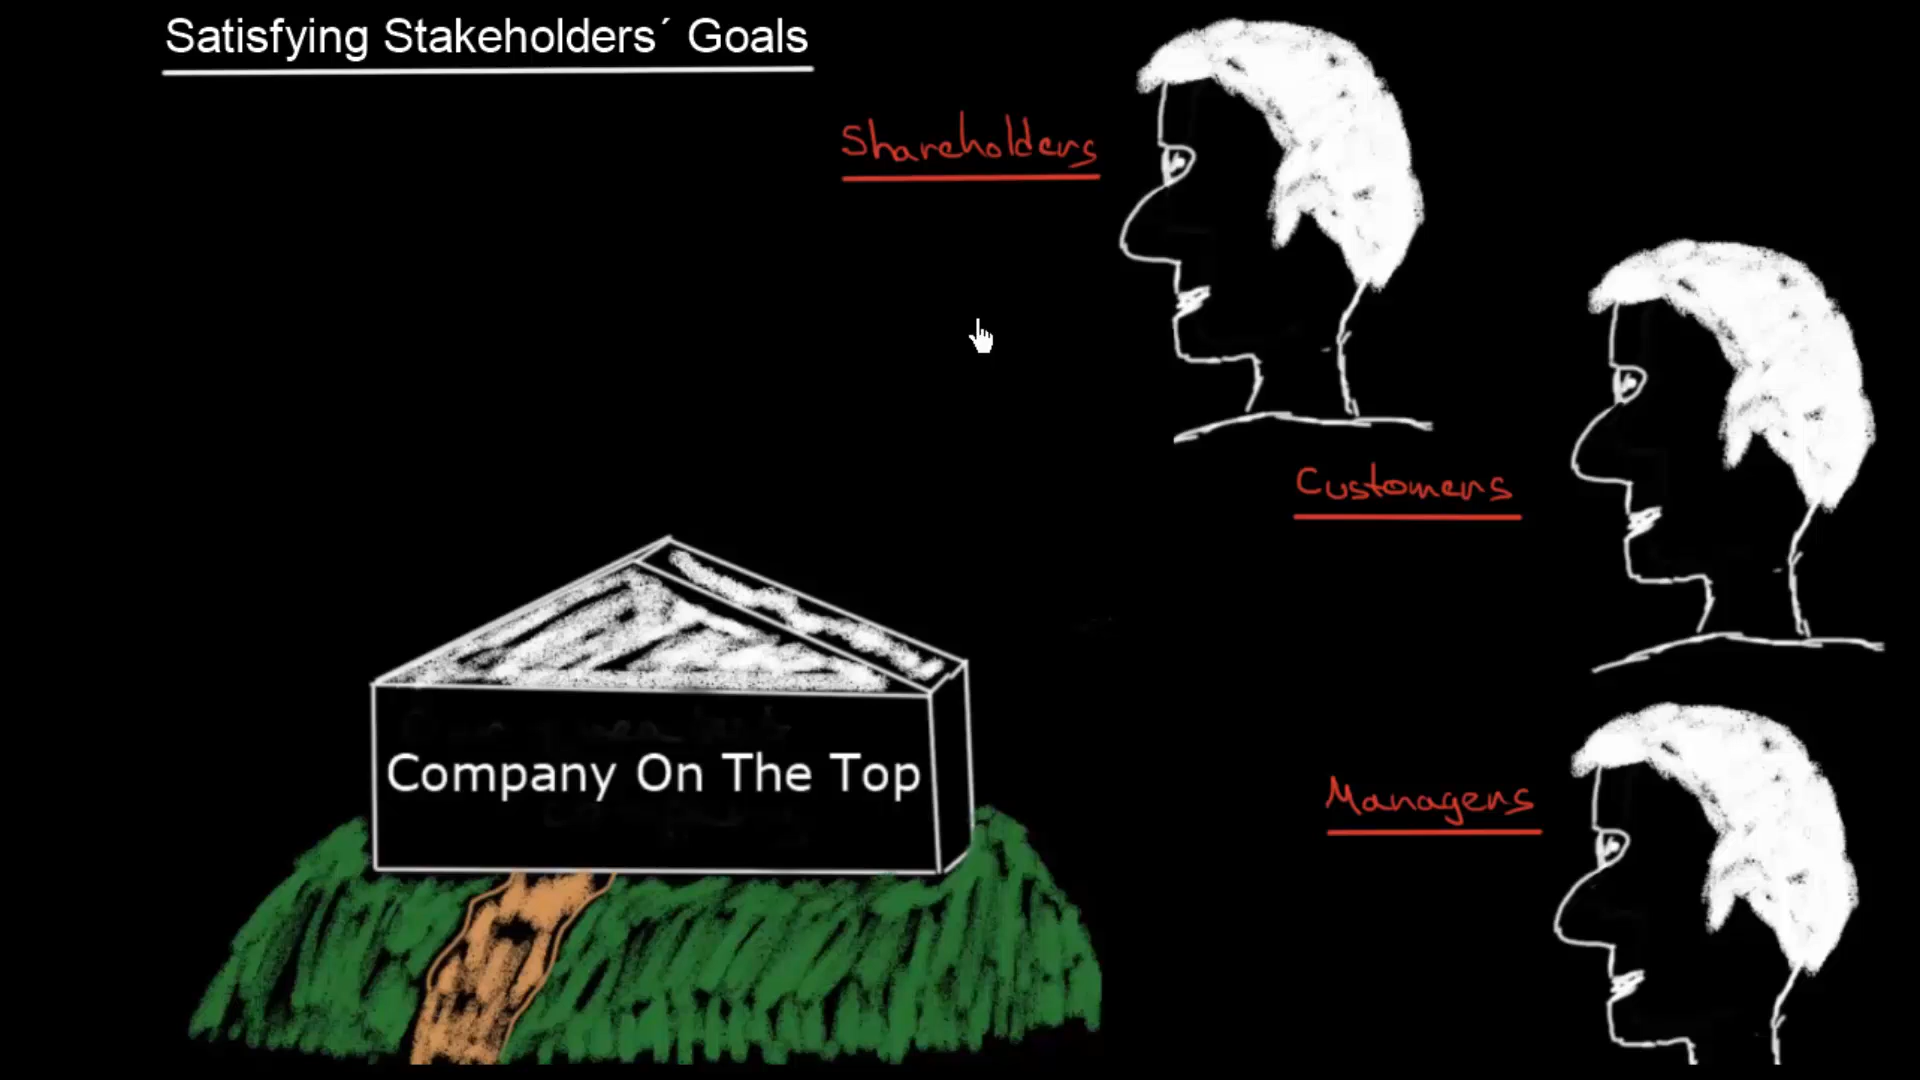 Satisfying Stakeholders´ Goals
Shareholders
Customers
Company On The Top
Managers